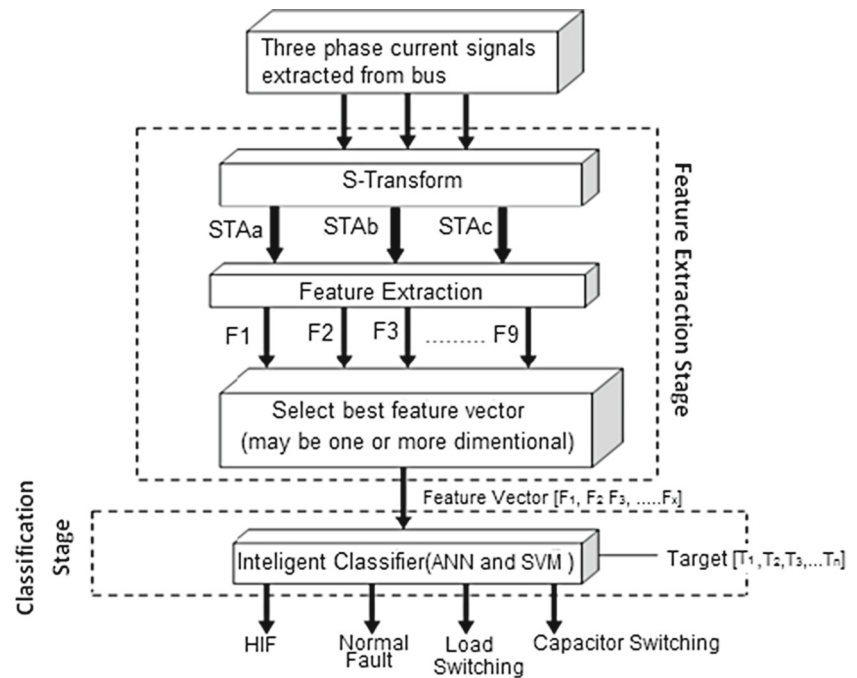 Three phase current signals
extracted from bus
S-Transform
STAa
STAb
STAc
Feature Extraction
F1
F2
F3
.........
F9
Select best feature vector
(may be one or more dimentional)
Feature Extraction Stage
Feature Vector [F₁, F₂ F₃, .....Fₓ]
Classification
Stage
Inteligent Classifier(ANN and SVM )
Target [T₁,T₂,T₃,...Tₙ]
HIF
Normal
Fault
Load
Switching
Capacitor Switching